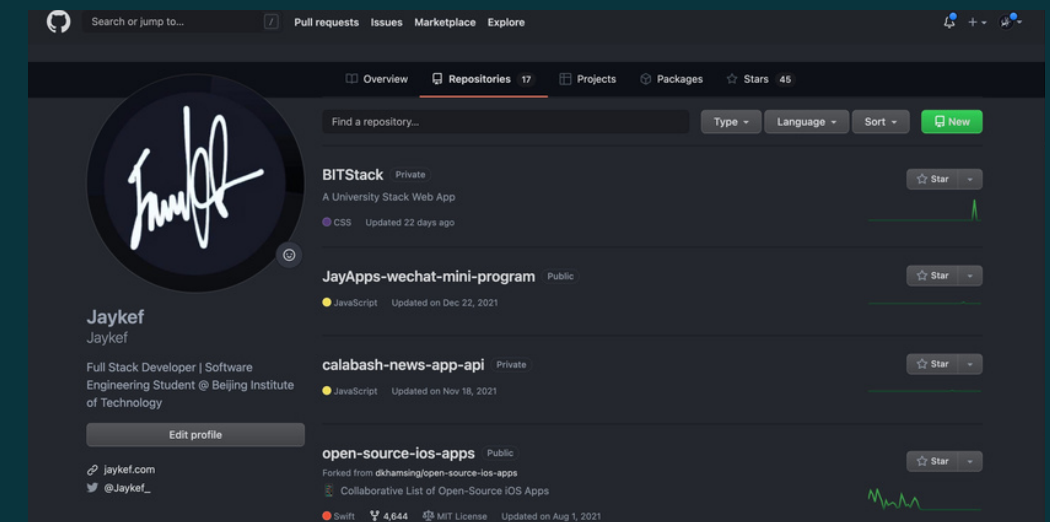 Search or jump to... /
Pull requests Issues Marketplace Explore
Overview Repositories 17 Projects Packages Stars 45
Find a repository... Type Language Sort New
Jaykef
Jaykef
Full Stack Developer | Software
Engineering Student @ Beijing Institute
of Technology
Edit profile
jaykef.com
@Jaykef_
BITStack Private
Star
A University Stack Web App
CSS Updated 22 days ago
JayApps-wechat-mini-program Public
Star
JavaScript Updated on Dec 22, 2021
calabash-news-app-api Private
Star
JavaScript Updated on Nov 18, 2021
open-source-ios-apps Public
Star
Forked from dkhamsing/open-source-ios-apps
Collaborative List of Open-Source iOS Apps
Swift 4,644 MIT License Updated on Aug 1, 2021